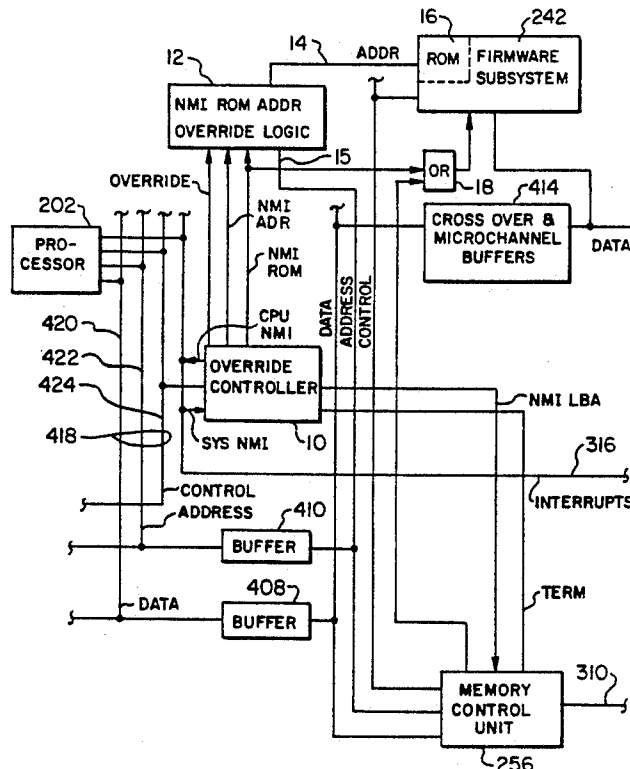 16
242
14
ADDR
12
ROM
FIRMWARE
SUBSYSTEM
NMI ROM ADDR
OVERRIDE LOGIC
15
OVERRIDE
OR
18
414
202
NMI
ADR
CROSS OVER &
MICROCHANNEL
BUFFERS
PRO-
CESSOR
NMI
ROM
DATA
420
DATA
ADDRESS
CONTROL
CPU
NMI
422
OVERRIDE
CONTROLLER
424
NMI LBA
418
SYS NMI
10
316
CONTROL
INTERRUPTS
ADDRESS
410
BUFFER
408
TERM
DATA
BUFFER
310
MEMORY
CONTROL
UNIT
256